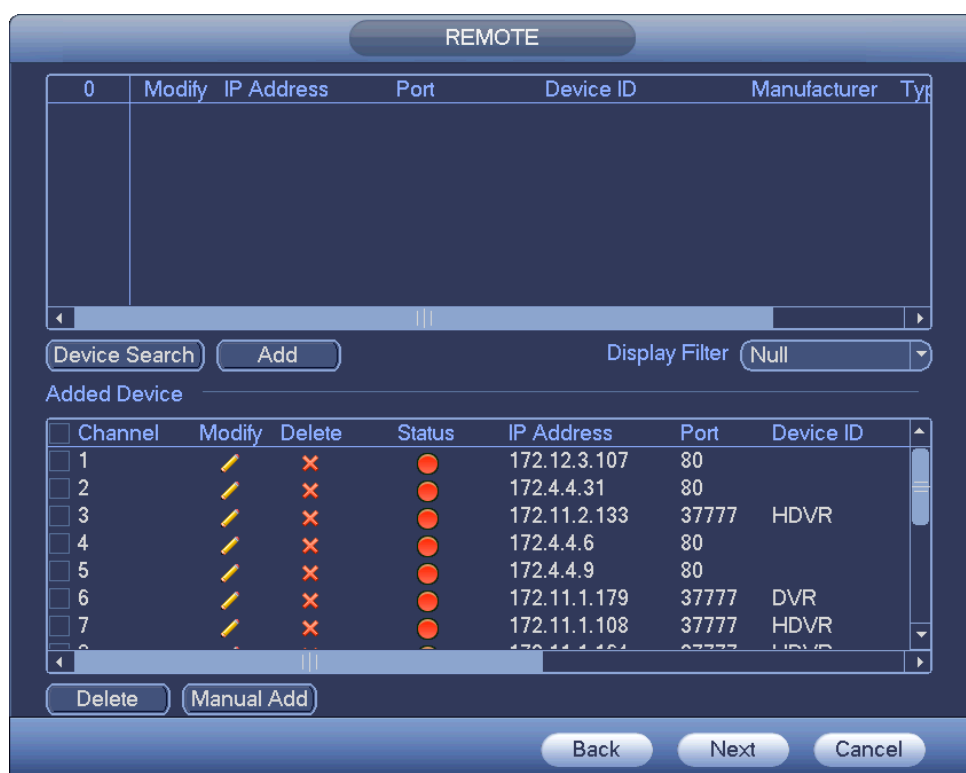 REMOTE
0 Modify IP Address Port Device ID Manufacturer Typ
Device Search Add Display Filter Null
Added Device
Channel Modify Delete Status IP Address Port Device ID
1 172.12.3.107 80
2 172.4.4.31 80
3 172.11.2.133 37777 HDVR
4 172.4.4.6 80
5 172.4.4.9 80
6 172.11.1.179 37777 DVR
7 172.11.1.108 37777 HDVR
Delete Manual Add
Back Next Cancel